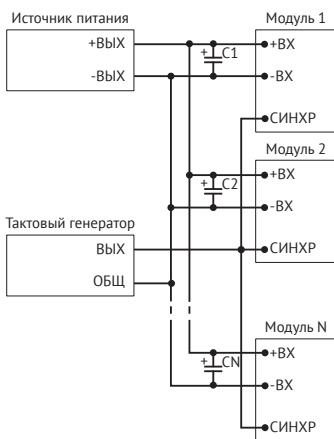 Источник питания
+ВЫХ
-ВЫХ
Модуль 1
+ВХ
-ВХ
СИНХР
+ C1
Модуль 2
+ВХ
-ВХ
СИНХР
+ C2
Тактовый генератор
ВЫХ
ОБЩ
Модуль N
+ВХ
-ВХ
СИНХР
+ CN